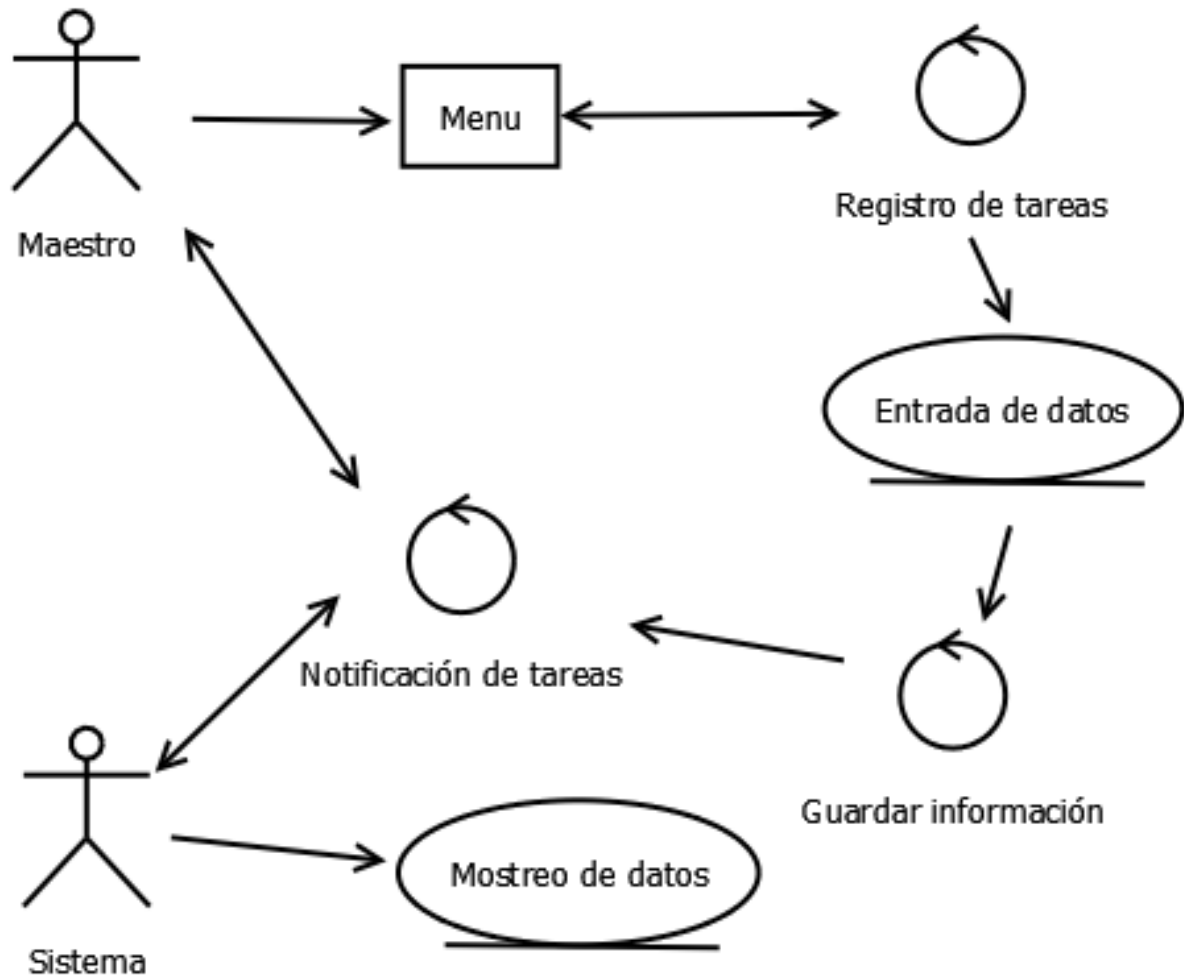 Menu
Registro de tareas
Maestro
Entrada de datos
Notificación de tareas
Guardar información
Mostreo de datos
Sistema